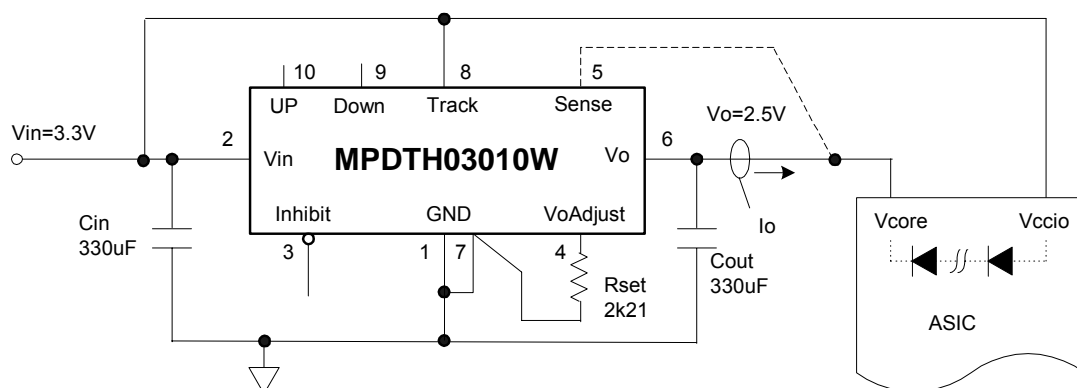 10 9 8 5
UP Down Track Sense
Vin=3.3V
Vo=2.5V
2 Vin MPDTH03010W Vo 6
Inhibit GND VoAdjust
3 1 7 4
Cin
330uF
Rset
2k21
Cout
330uF
Io
Vcore Vccio
ASIC